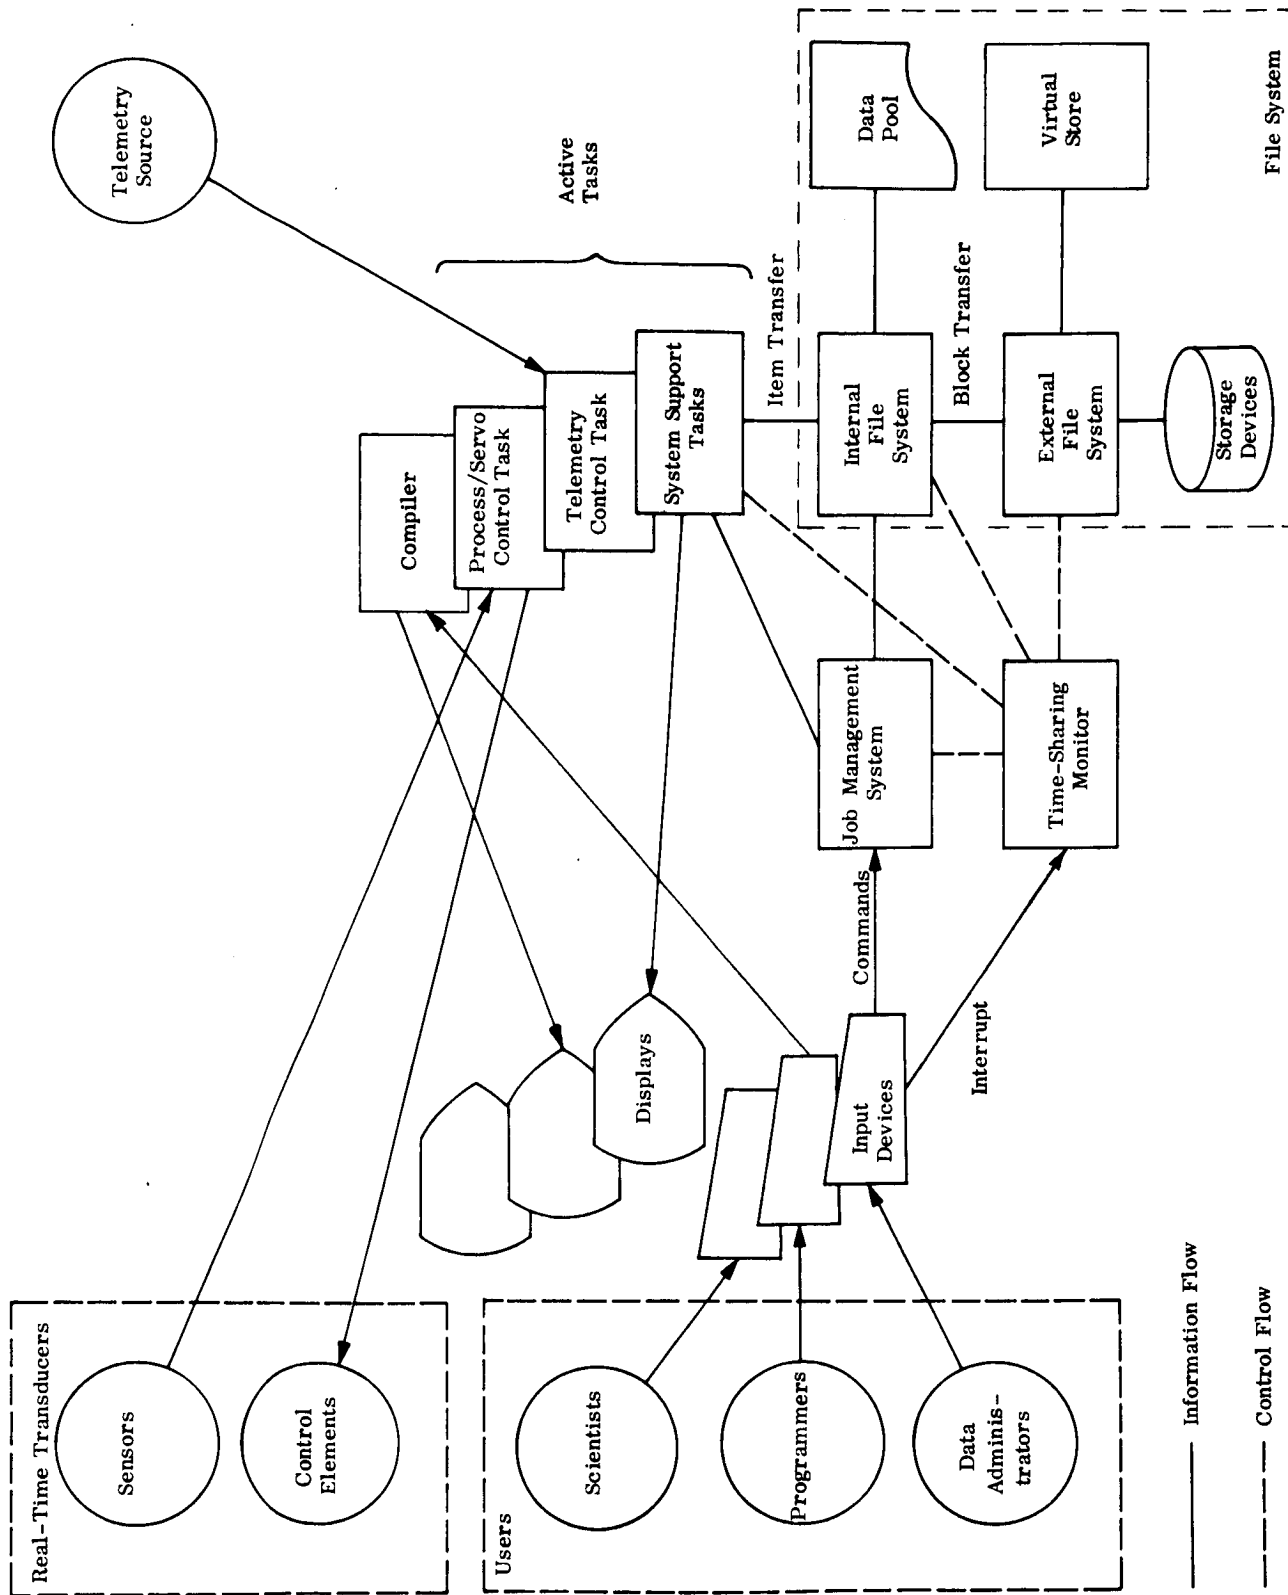 Real-Time Transducers
Sensors
Control
Elements
Users
Scientists
Programmers
Data
Adminis-
trators
Information Flow
Control Flow
Displays
Input
Devices
Commands
Interrupt
Compiler
Process/Servo
Control Task
Telemetry
Control Task
System Support
Tasks
Job Management
System
Time-Sharing
Monitor
Telemetry
Source
Active
Tasks
Item Transfer
Internal
File
System
Block Transfer
External
File
System
Storage
Devices
Data
Pool
Virtual
Store
File System